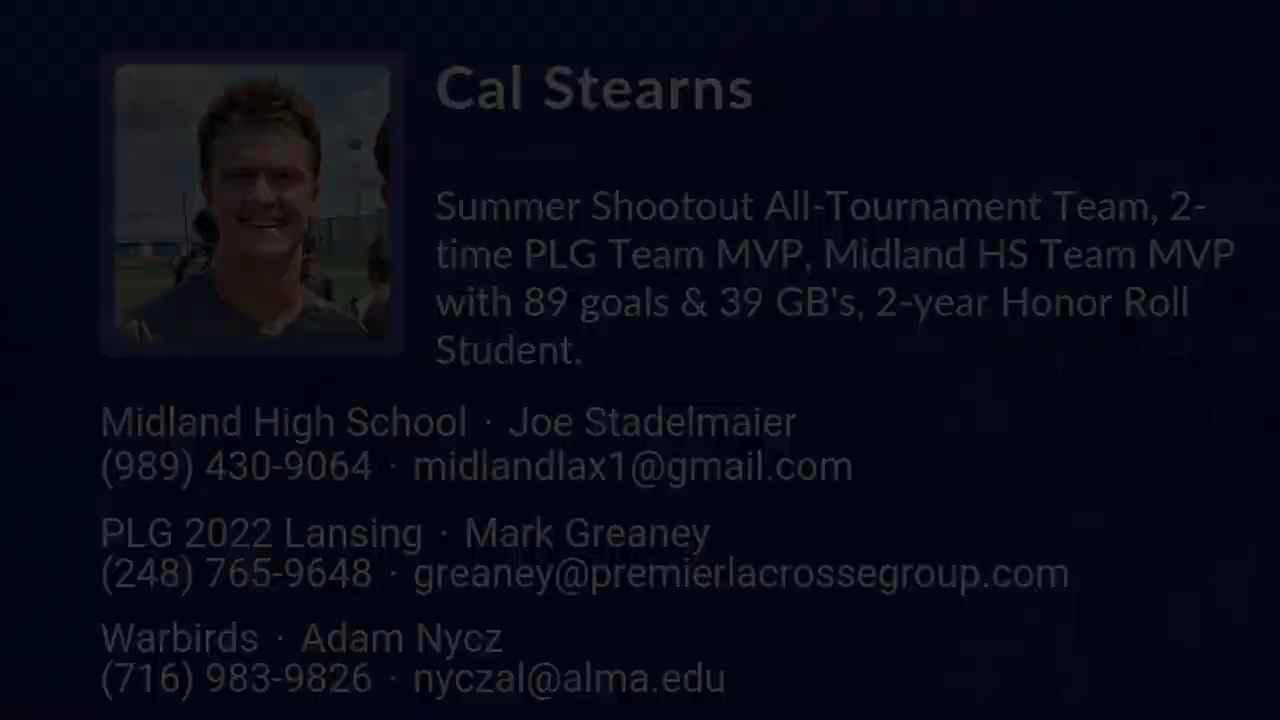 Cal Stearns
Summer Shootout All-Tournament Team, 2-
time PLG Team MVP, Midland HS Team MVP
with 89 goals & 39 GB's, 2-year Honor Roll
Student.
Midland High School · Joe Stadelmaier
(989) 430-9064 · midlandlax1@gmail.com
PLG 2022 Lansing · Mark Greaney
(248) 765-9648 · greaney@premierlacrossegroup.com
Warbirds · Adam Nycz
(716) 983-9826 · nyczal@alma.edu